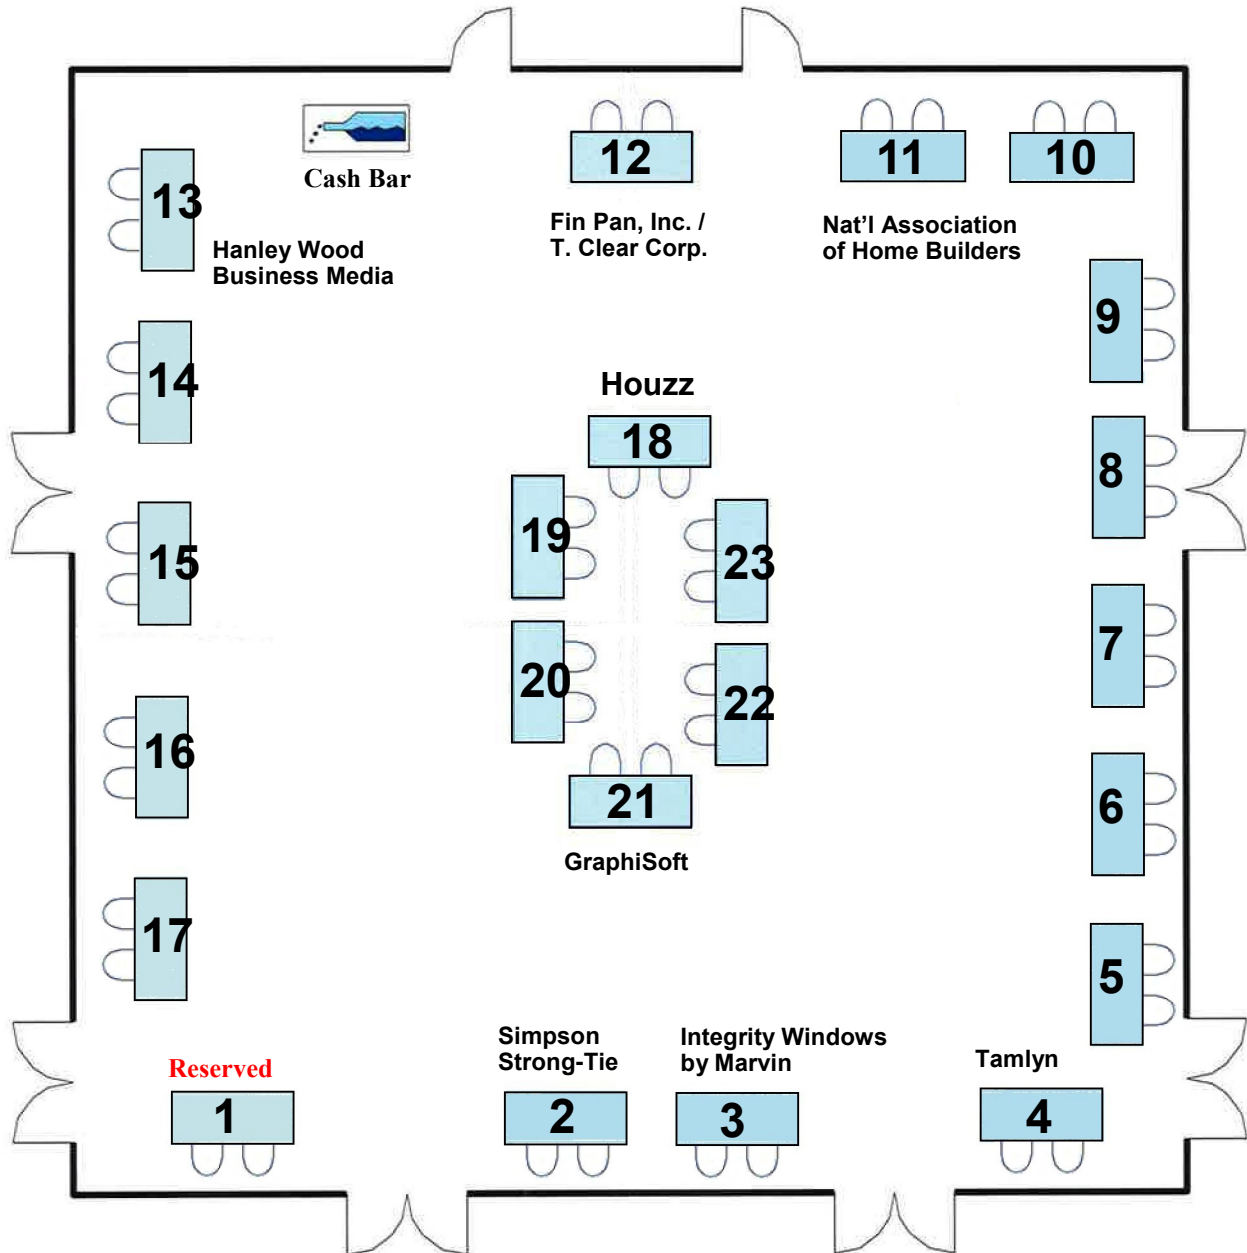 12
11
10
13
Cash Bar
Fin Pan, Inc. /
T. Clear Corp.
Nat’l Association
of Home Builders
Hanley Wood
Business Media
9
14
Houzz
18
8
19
23
15
7
20
22
16
21
6
GraphiSoft
17
5
Simpson
Strong-Tie
Integrity Windows
by Marvin
Tamlyn
Reserved
1
2
3
4